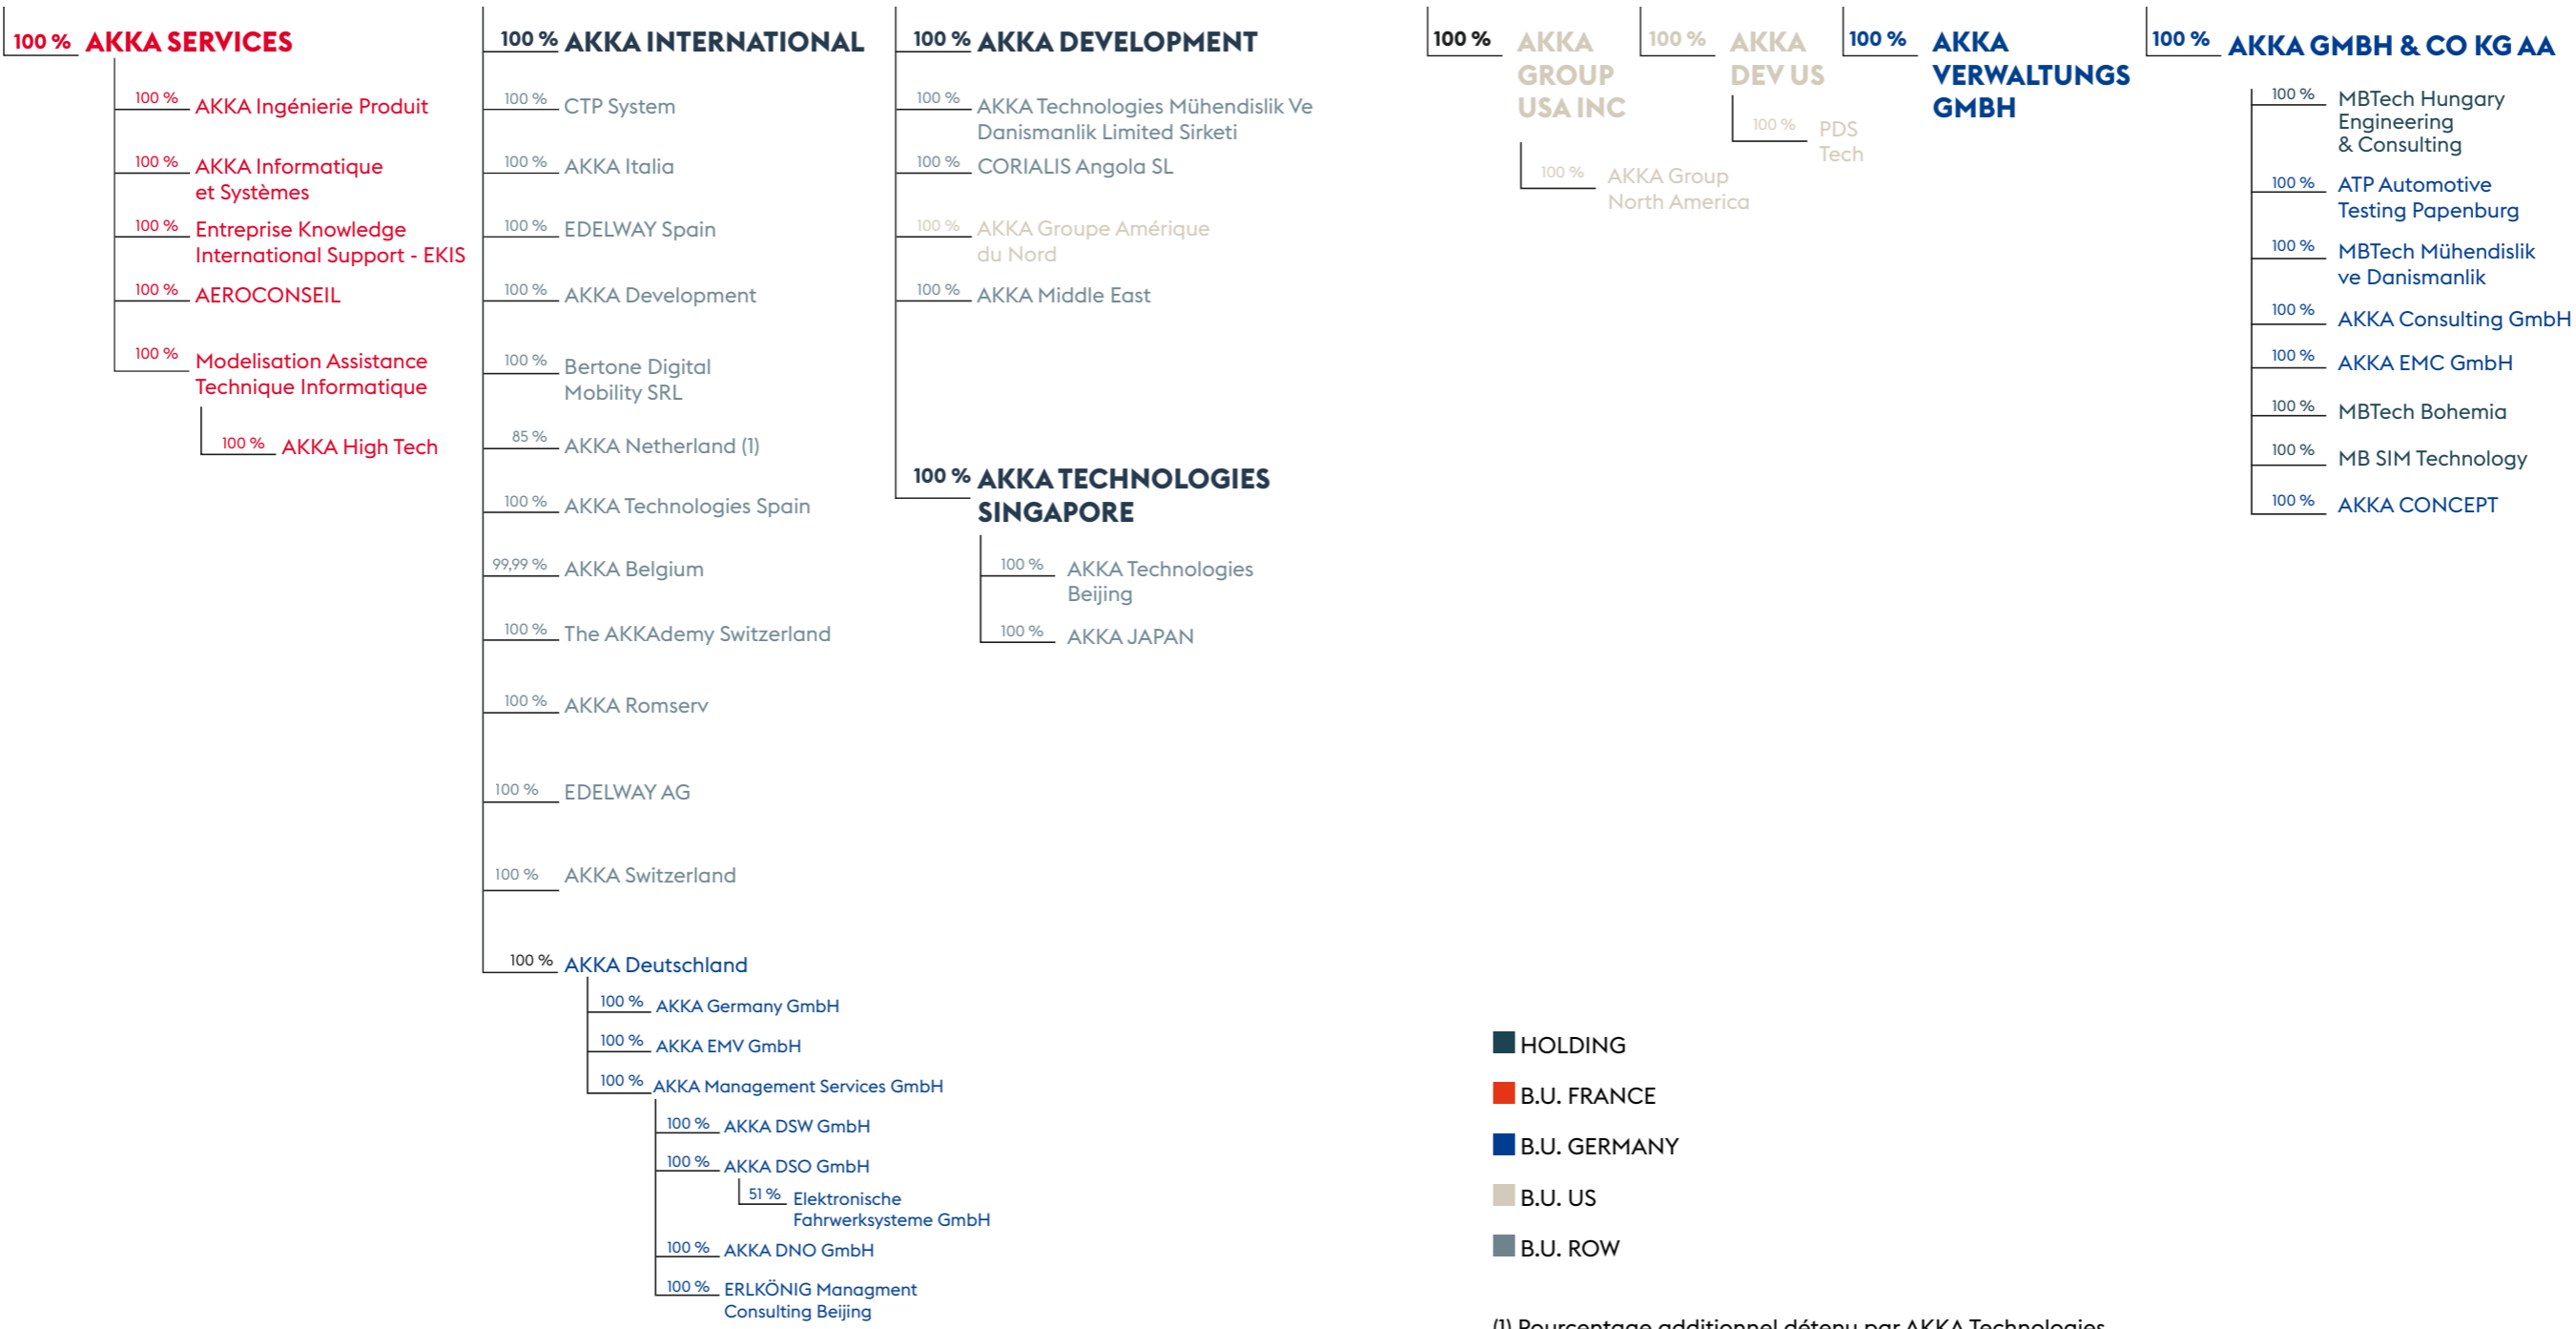 100 % AKKA SERVICES
100 % AKKA Ingénierie Produit
100 % AKKA Informatique
et Systèmes
100 % Entreprise Knowledge
International Support - EKIS
100 % AEROCONSEIL
100 % Modelisation Assistance
Technique Informatique
100 % AKKA High Tech
100 % AKKA INTERNATIONAL
100 % CTP System
100 % AKKA Italia
100 % EDELWAY Spain
100 % AKKA Development
100 % Bertone Digital
Mobility SRL
85 % AKKA Netherland (1)
100 % AKKA Technologies Spain
99,99 % AKKA Belgium
100 % The AKKAdemy Switzerland
100 % AKKA Romserv
100 % EDELWAY AG
100 % AKKA Switzerland
100 % AKKA Deutschland
100 % AKKA Germany GmbH
100 % AKKA EMV GmbH
100 % AKKA Management Services GmbH
100 % AKKA DSW GmbH
100 % AKKA DSO GmbH
51 % Elektronische
Fahrwerksysteme GmbH
100 % AKKA DNO GmbH
100 % ERLKÖNIG Managment
Consulting Beijing
100 % AKKA DEVELOPMENT
100 % AKKA Technologies Mühendislik Ve
Danismanlik Limited Sirketi
100 % CORIALIS Angola SL
100 % AKKA Groupe Amérique
du Nord
100 % AKKA Middle East
100 % AKKA TECHNOLOGIES
SINGAPORE
100 % AKKA Technologies
Beijing
100 % AKKA JAPAN
100 % AKKA
GROUP
USA INC
100 % AKKA Group
North America
100 % AKKA
DEV US
100 % PDS
Tech
100 % AKKA
VERWALTUNGS
GMBH
100 % AKKA GMBH & CO KG AA
100 % MBTech Hungary
Engineering
& Consulting
100 % ATP Automotive
Testing Papenburg
100 % MBTech Mühendislik
ve Danismanlik
100 % AKKA Consulting GmbH
100 % AKKA EMC GmbH
100 % MBTech Bohemia
100 % MB SIM Technology
100 % AKKA CONCEPT
HOLDING
B.U. FRANCE
B.U. GERMANY
B.U. US
B.U. ROW
(1) Pourcentage additionnel détenu par AKKA Technologies